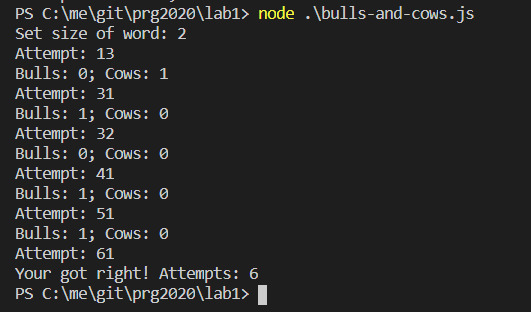 PS C:\me\git\prg2020\lab1> node .\bulls-and-cows.js
Set size of word: 2
Attempt: 13
Bulls: 0; Cows: 1
Attempt: 31
Bulls: 1; Cows: 0
Attempt: 32
Bulls: 0; Cows: 0
Attempt: 41
Bulls: 1; Cows: 0
Attempt: 51
Bulls: 1; Cows: 0
Attempt: 61
Your got right! Attempts: 6
PS C:\me\git\prg2020\lab1>